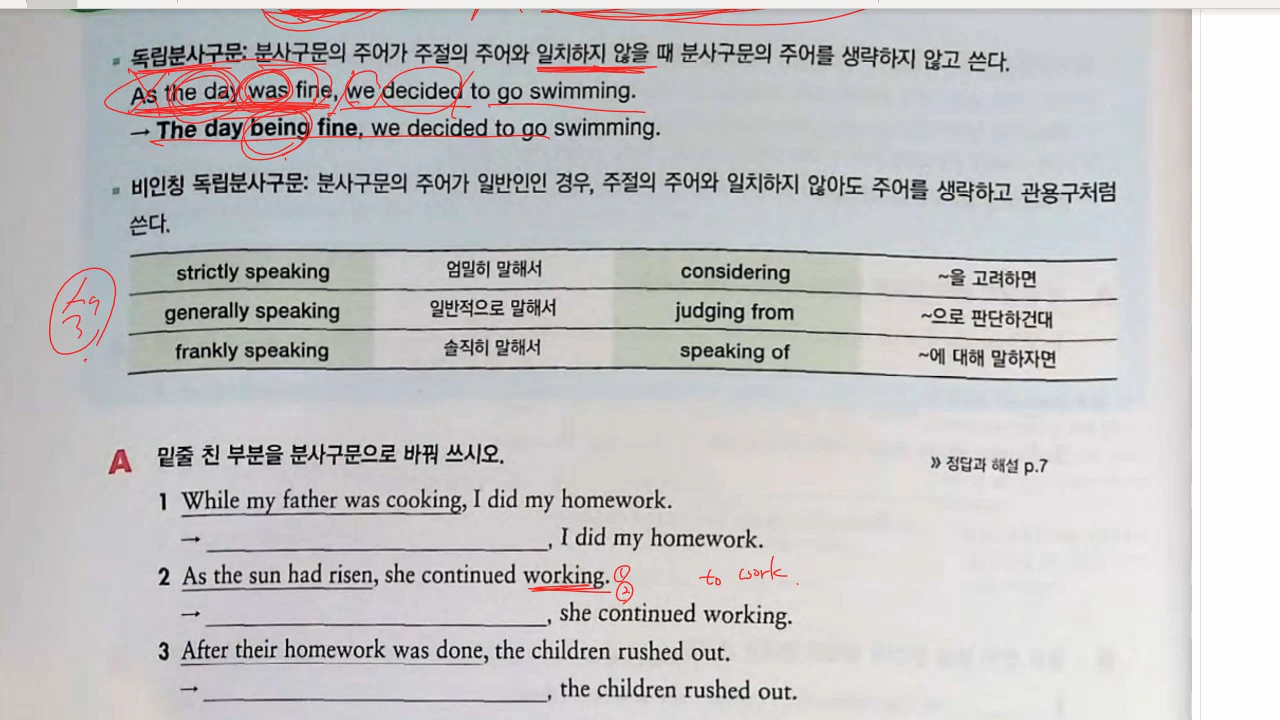 독립분사구문: 분사구문의 주어가 주절의 주어와 일치하지 않을 때 분사구문의 주어를 생략하지 않고 쓴다.
As the day was fine, we decided to go swimming.
→ The day being fine, we decided to go swimming.
비인칭 독립분사구문: 분사구문의 주어가 일반인인 경우, 주절의 주어와 일치하지 않아도 주어를 생략하고 관용구처럼
쓴다.
strictly speaking 엄밀히 말해서 considering ~을 고려하면
generally speaking 일반적으로 말해서 judging from ~으로 판단하건대
frankly speaking 솔직히 말해서 speaking of ~에 대해 말하자면
A 밑줄 친 부분을 분사구문으로 바꿔 쓰시오. » 정답과 해설 p.7
1 While my father was cooking, I did my homework.
→ , I did my homework.
2 As the sun had risen, she continued working. ① ② to work.
→ , she continued working.
3 After their homework was done, the children rushed out.
→ , the children rushed out.